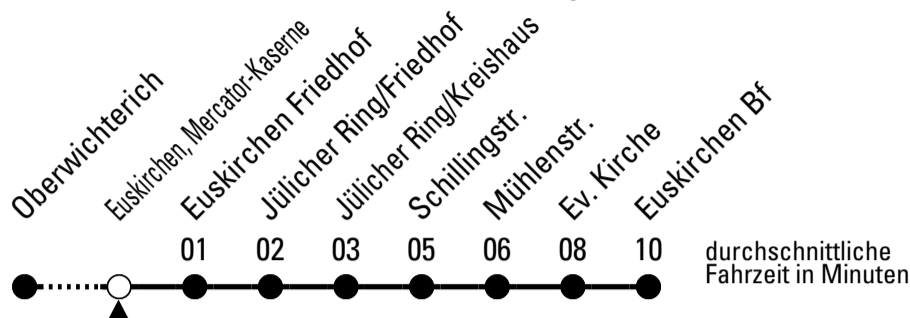 Oberwichterich
Euskirchen, Mercator-Kaserne
Euskirchen Friedhof
Jülicher Ring/Friedhof
Jülicher Ring/Kreishaus
Schillingstr.
Mühlenstr.
Ev. Kirche
Euskirchen Bf
01 02 03 05 06 08 10
durchschnittliche
Fahrzeit in Minuten